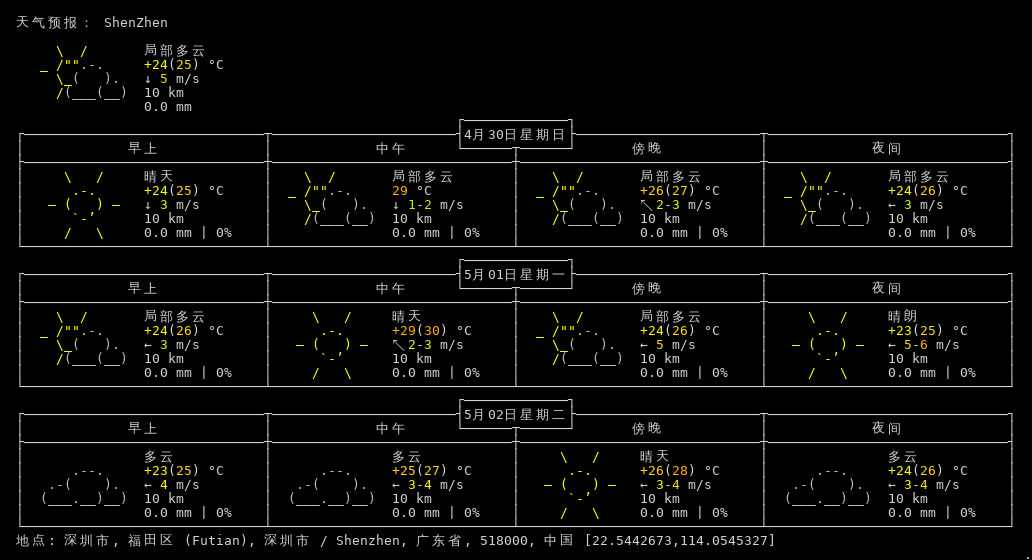 天气预报： ShenZhen
局部多云
+24(25) °C
↓ 5 m/s
10 km
0.0 mm
4月30日星期日
早上 中午 傍晚 夜间
晴天 局部多云 局部多云 局部多云
+24(25) °C 29 °C +26(27) °C +24(26) °C
↓ 3 m/s ↓ 1-2 m/s ↖ 2-3 m/s ← 3 m/s
10 km 10 km 10 km 10 km
0.0 mm | 0% 0.0 mm | 0% 0.0 mm | 0% 0.0 mm | 0%
5月01日星期一
早上 中午 傍晚 夜间
局部多云 晴天 局部多云 晴朗
+24(26) °C +29(30) °C +24(26) °C +23(25) °C
← 3 m/s ↖ 2-3 m/s ← 5 m/s ← 5-6 m/s
10 km 10 km 10 km 10 km
0.0 mm | 0% 0.0 mm | 0% 0.0 mm | 0% 0.0 mm | 0%
5月02日星期二
早上 中午 傍晚 夜间
多云 多云 晴天 多云
+23(25) °C +25(27) °C +26(28) °C +24(26) °C
← 4 m/s ← 3-4 m/s ← 3-4 m/s ← 3-4 m/s
10 km 10 km 10 km 10 km
0.0 mm | 0% 0.0 mm | 0% 0.0 mm | 0% 0.0 mm | 0%
地点: 深圳市, 福田区 (Futian), 深圳市 / Shenzhen, 广东省, 518000, 中国 [22.5442673,114.0545327]